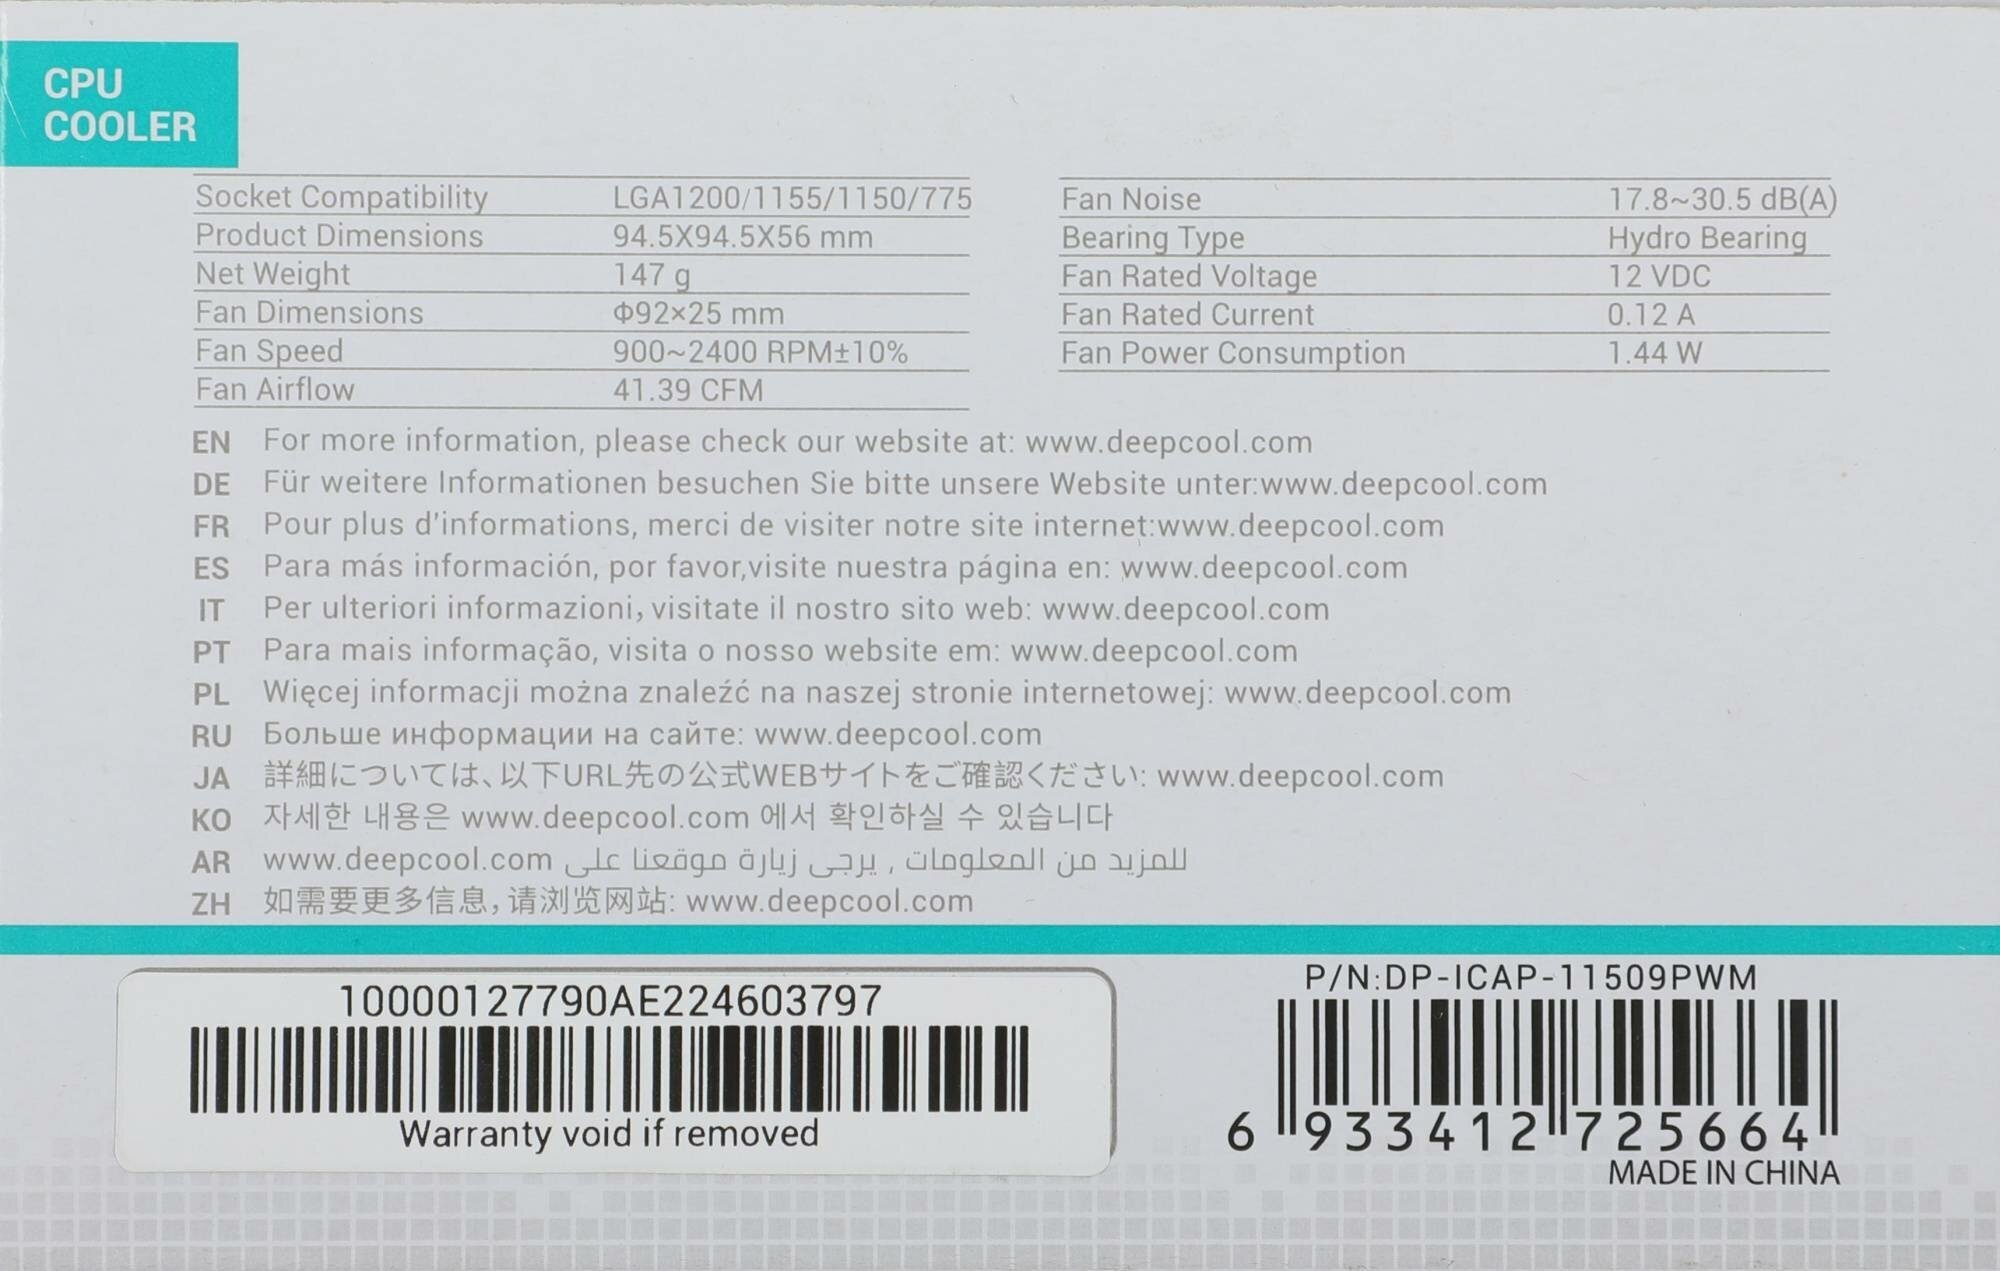 CPU
COOLER
Socket Compatibility LGA1200/1155/1150/775
Product Dimensions 94.5X94.5X56 mm
Net Weight 147 g
Fan Dimensions Φ92×25 mm
Fan Speed 900~2400 RPM±10%
Fan Airflow 41.39 CFM
Fan Noise 17.8~30.5 dB(A)
Bearing Type Hydro Bearing
Fan Rated Voltage 12 VDC
Fan Rated Current 0.12 A
Fan Power Consumption 1.44 W
EN For more information, please check our website at: www.deepcool.com
DE Für weitere Informationen besuchen Sie bitte unsere Website unter:www.deepcool.com
FR Pour plus d'informations, merci de visiter notre site internet:www.deepcool.com
ES Para más información, por favor,visite nuestra página en: www.deepcool.com
IT Per ulteriori informazioni, visitate il nostro sito web: www.deepcool.com
PT Para mais informação, visita o nosso website em: www.deepcool.com
PL Więcej informacji można znaleźć na naszej stronie internetowej: www.deepcool.com
RU Больше информации на сайте: www.deepcool.com
JA 詳細については、以下URL先の公式WEBサイトをご確認ください: www.deepcool.com
KO 자세한 내용은 www.deepcool.com 에서 확인하실 수 있습니다
AR www.deepcool.com للمزيد من المعلومات , يرجى زيارة موقعنا على
ZH 如需要更多信息，请浏览网站: www.deepcool.com
10000127790AE224603797
Warranty void if removed
P/N:DP-ICAP-11509PWM
6 933412 725664
MADE IN CHINA